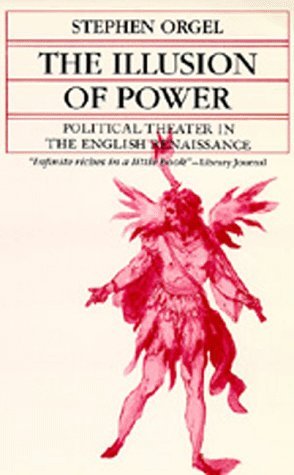 STEPHEN ORGEL
THE ILLUSION
OF POWER
POLITICAL THEATER IN
THE ENGLISH RENAISSANCE
"Infinite riches in a little book"—Library Journal